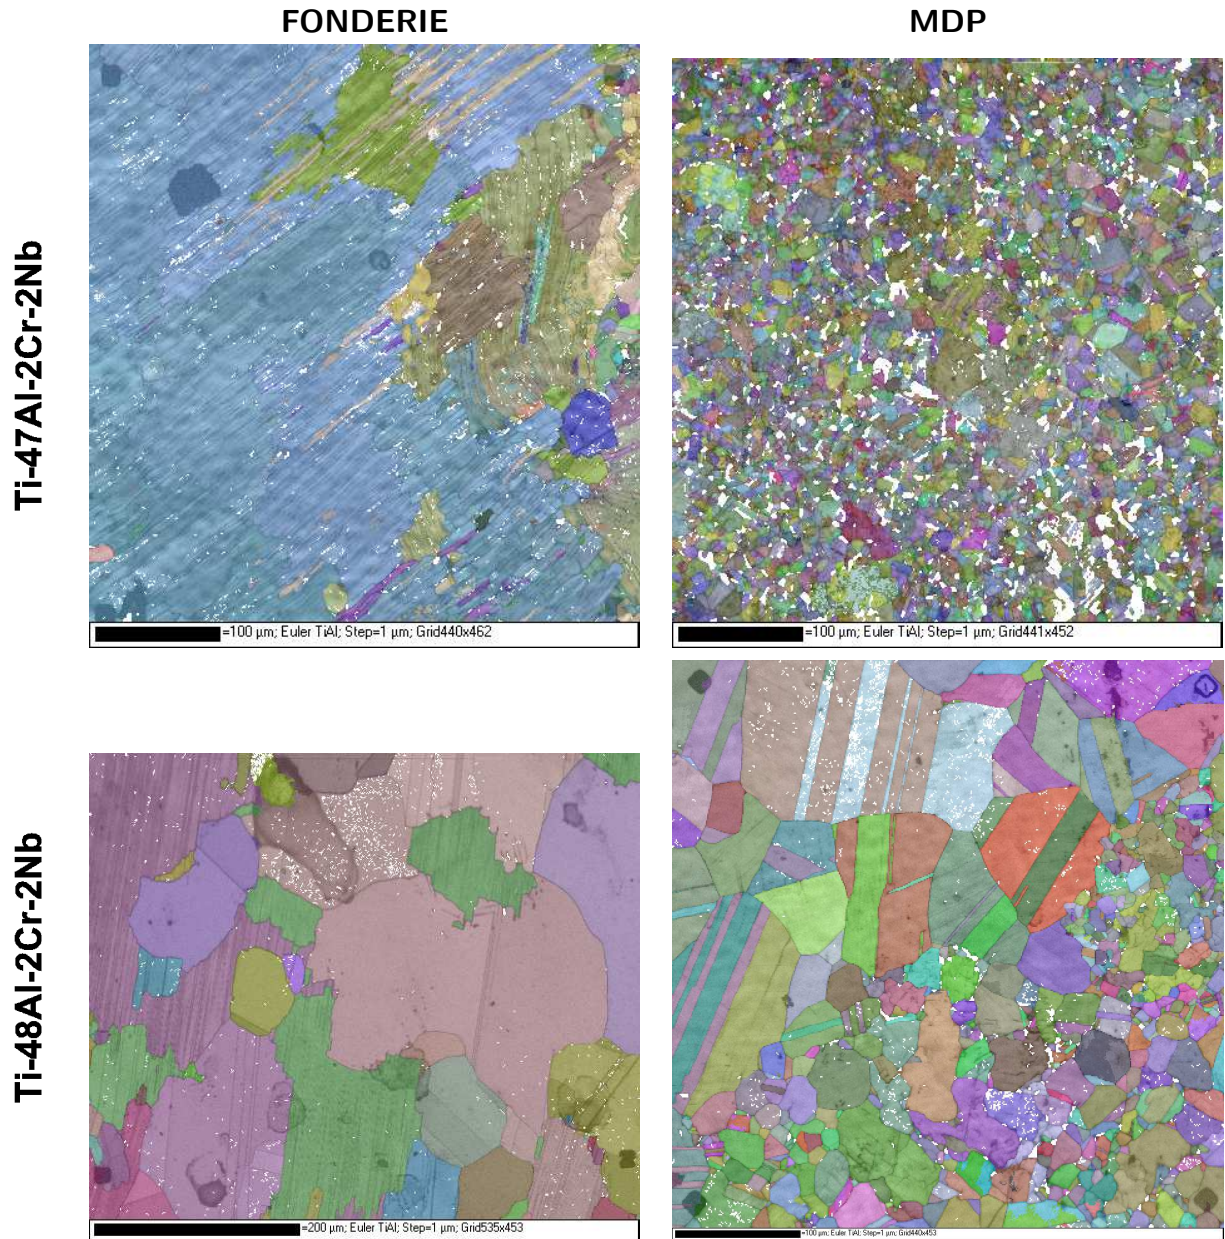 FONDERIE
MDP
Ti-47Al-2Cr-2Nb
=100 µm; Euler TiAl; Step=1 µm; Grid440x462
=100 µm; Euler TiAl; Step=1 µm; Grid441x452
Ti-48Al-2Cr-2Nb
=200 µm; Euler TiAl; Step=1 µm; Grid535x453
=100 µm; Euler TiAl; Step=1 µm; Grid440x453